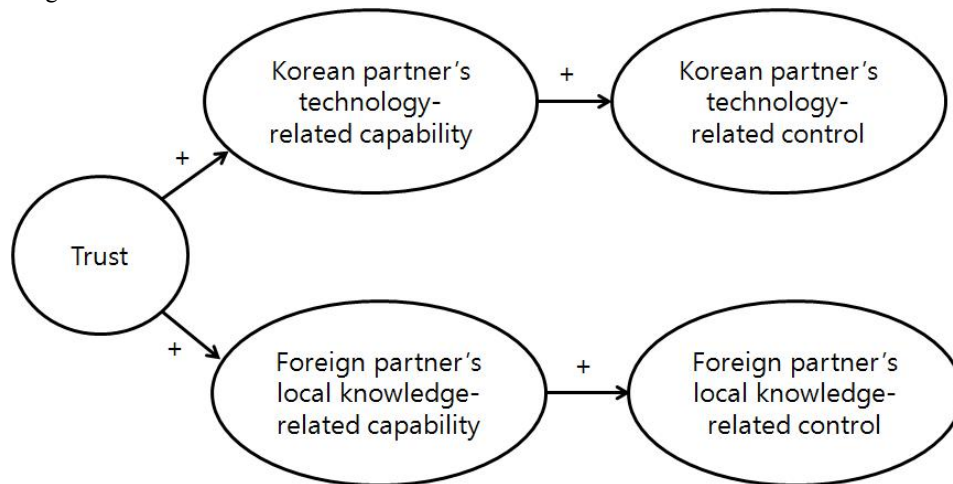 Korean partner's
technology-
related capability
+
Korean partner's
technology-
related control
+
Trust
+
Foreign partner's
local knowledge-
related capability
+
Foreign partner's
local knowledge-
related control